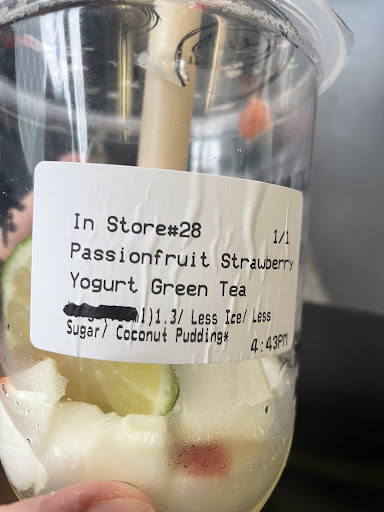 In Store#28 1/1
Passionfruit Strawberry
Yogurt Green Tea
)1.3/ Less Ice/ Less
Sugar/ Coconut Pudding*
4:43PM